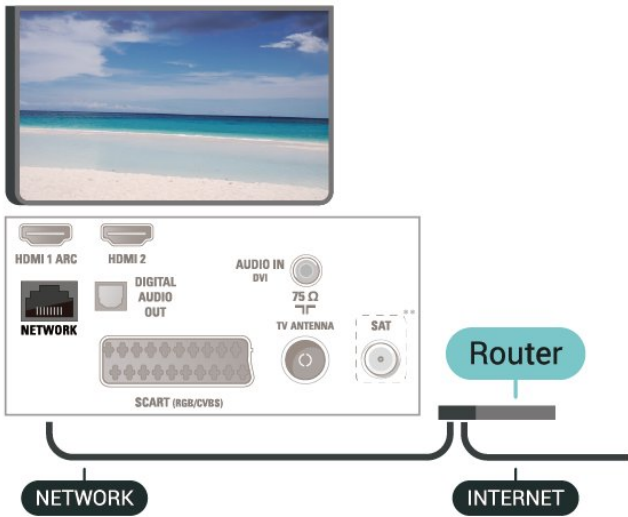 HDMI 1 ARC
HDMI 2
AUDIO IN
DVI
DIGITAL
AUDIO
OUT
75 Ω
NETWORK
TV ANTENNA
SAT
**
SCART (RGB/CVBS)
Router
NETWORK
INTERNET